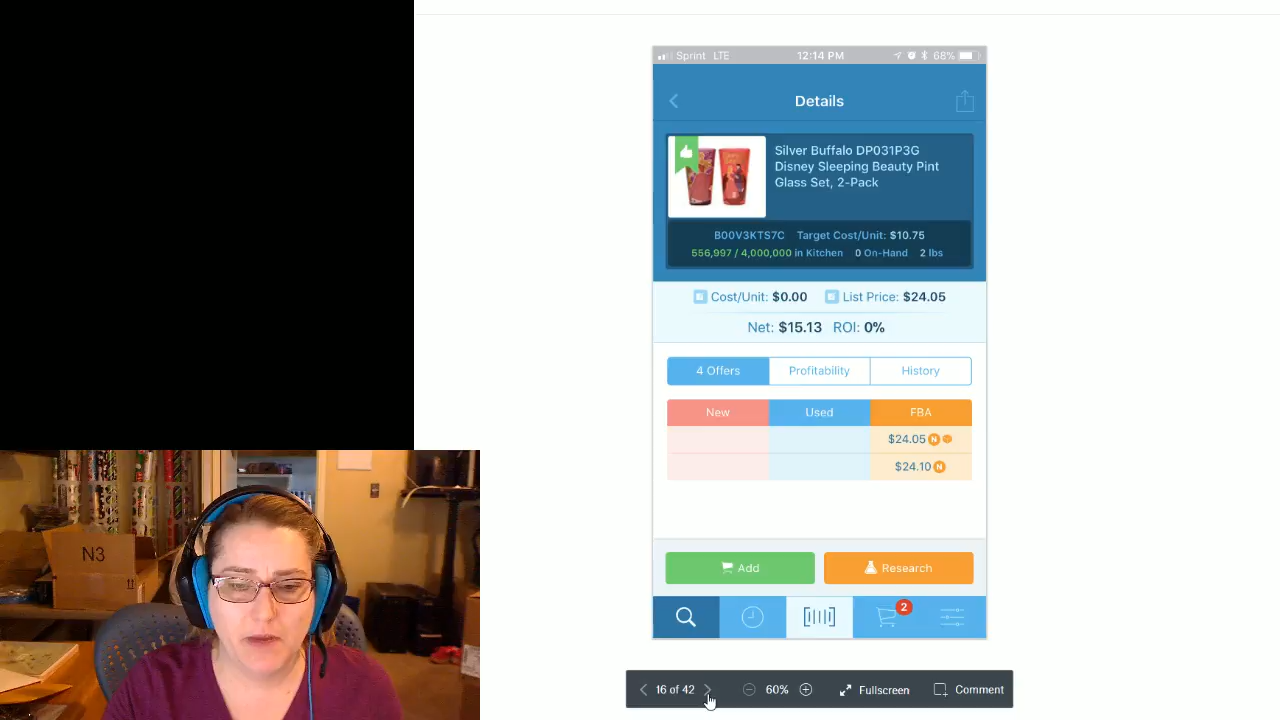 Sprint LTE 12:14 PM 68%
Details
Silver Buffalo DP031P3G
Disney Sleeping Beauty Pint
Glass Set, 2-Pack
B00V3KTS7C Target Cost/Unit: $10.75
556,997 / 4,000,000 in Kitchen 0 On-Hand 2 lbs
Cost/Unit: $0.00 List Price: $24.05
Net: $15.13 ROI: 0%
4 Offers Profitability History
New Used FBA
$24.05 N
$24.10 N
Add Research
2
N3
16 of 42 60% Fullscreen Comment